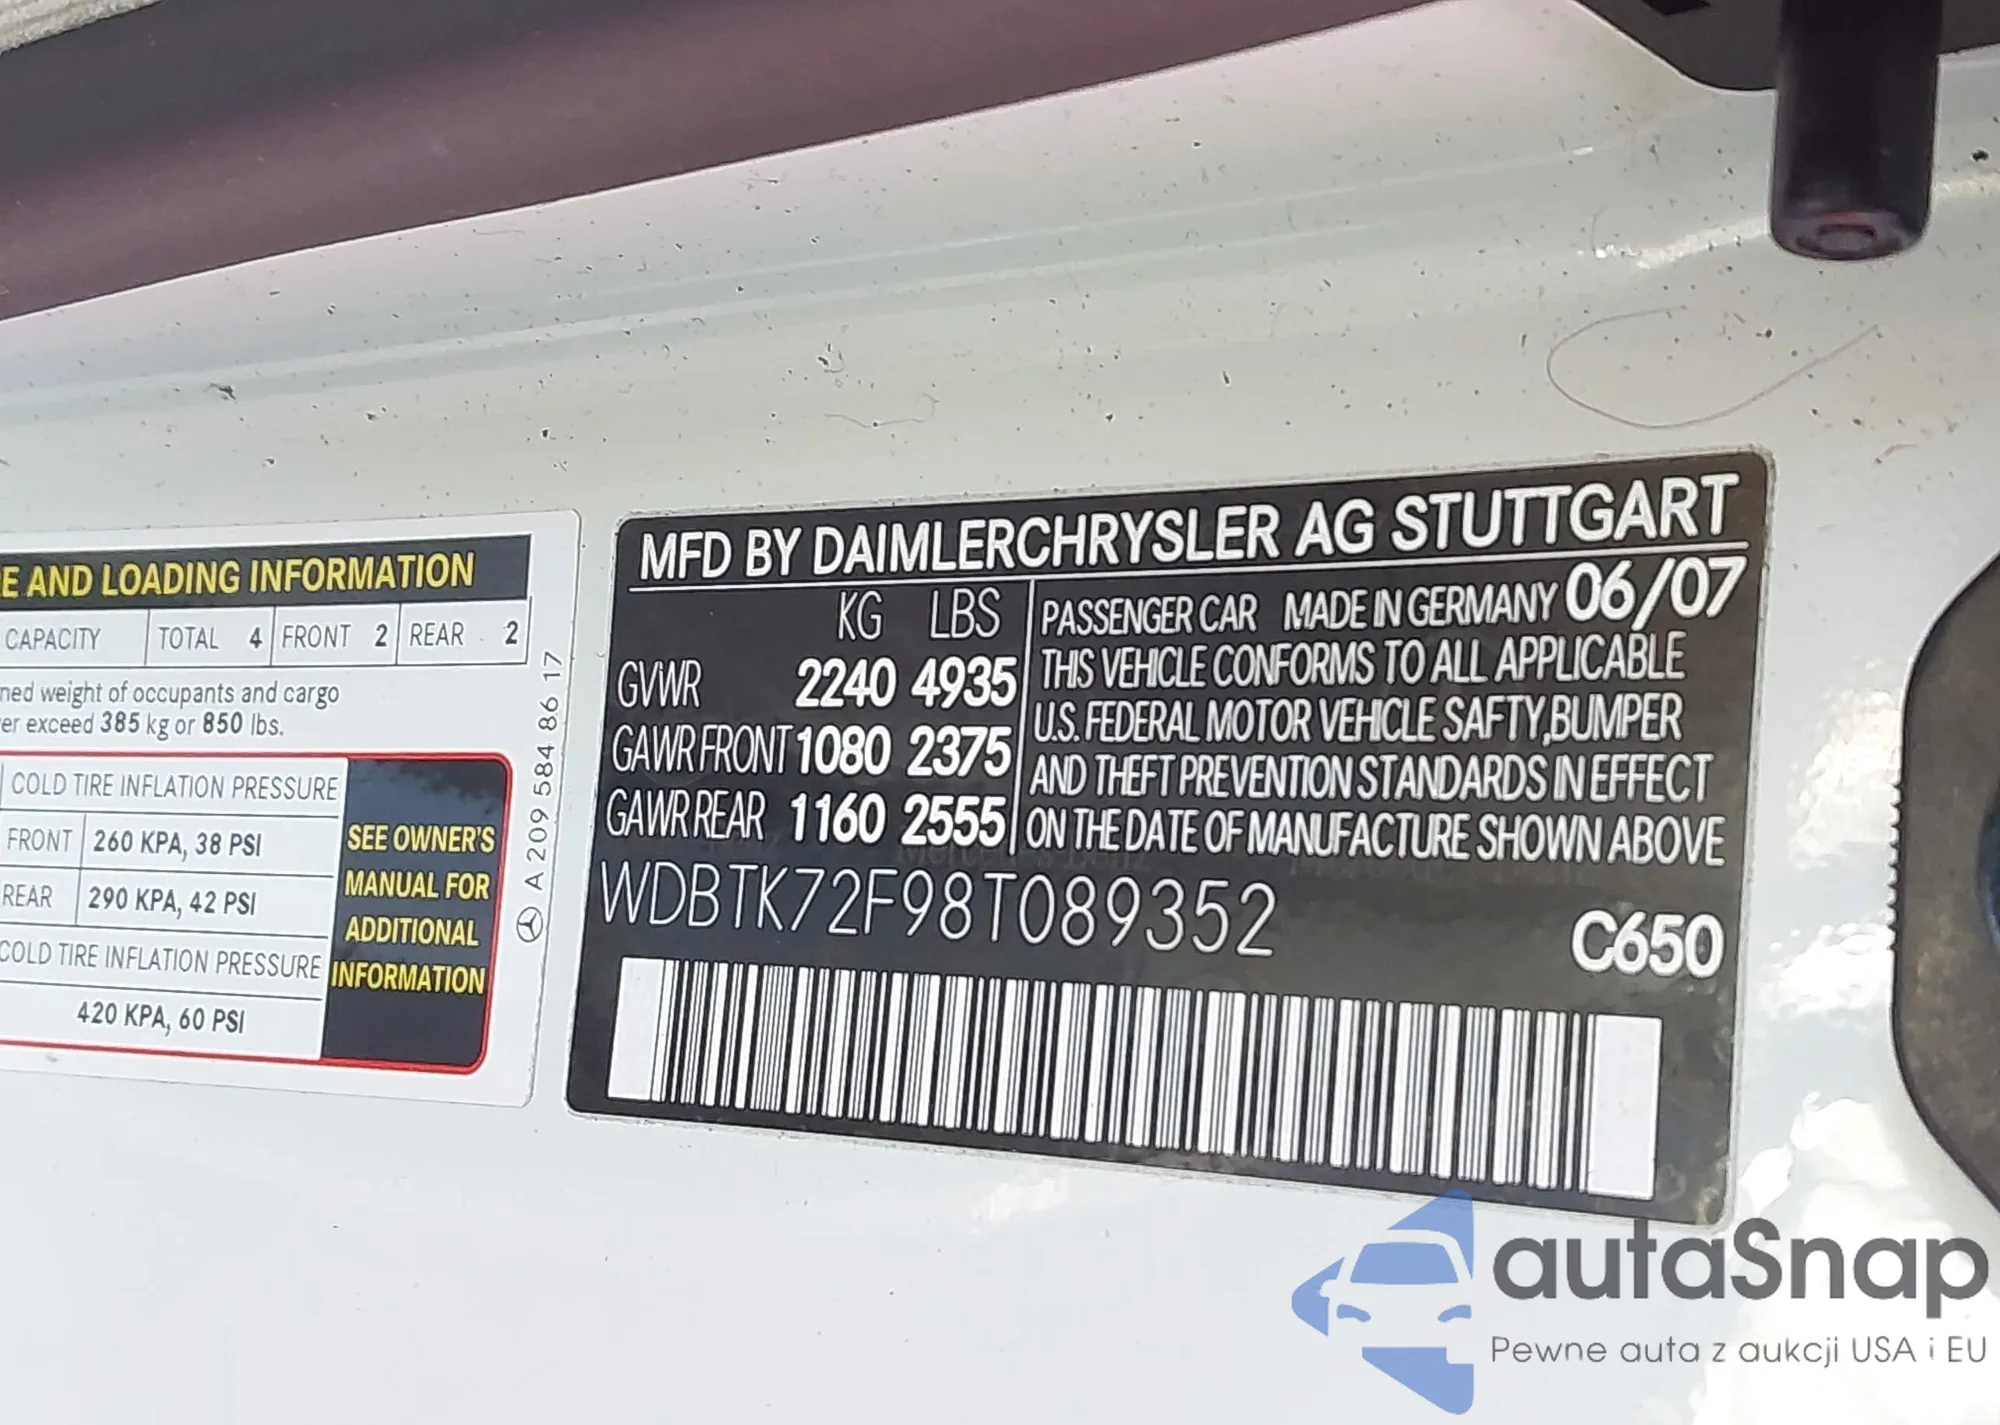 E AND LOADING INFORMATION
CAPACITY TOTAL 4 FRONT 2 REAR 2
ned weight of occupants and cargo
er exceed 385 kg or 850 lbs.
COLD TIRE INFLATION PRESSURE
FRONT 260 KPA, 38 PSI
REAR 290 KPA, 42 PSI
COLD TIRE INFLATION PRESSURE
420 KPA, 60 PSI
SEE OWNER'S
MANUAL FOR
ADDITIONAL
INFORMATION
A 209 584 86 17
MFD BY DAIMLERCHRYSLER AG STUTTGART
KG LBS
GVWR 2240 4935
GAWR FRONT 1080 2375
GAWR REAR 1160 2555
PASSENGER CAR MADE IN GERMANY 06/07
THIS VEHICLE CONFORMS TO ALL APPLICABLE
U.S. FEDERAL MOTOR VEHICLE SAFTY,BUMPER
AND THEFT PREVENTION STANDARDS IN EFFECT
ON THE DATE OF MANUFACTURE SHOWN ABOVE
WDBTK72F98T089352
C650
autaSnap
Pewne auta z aukcji USA i EU